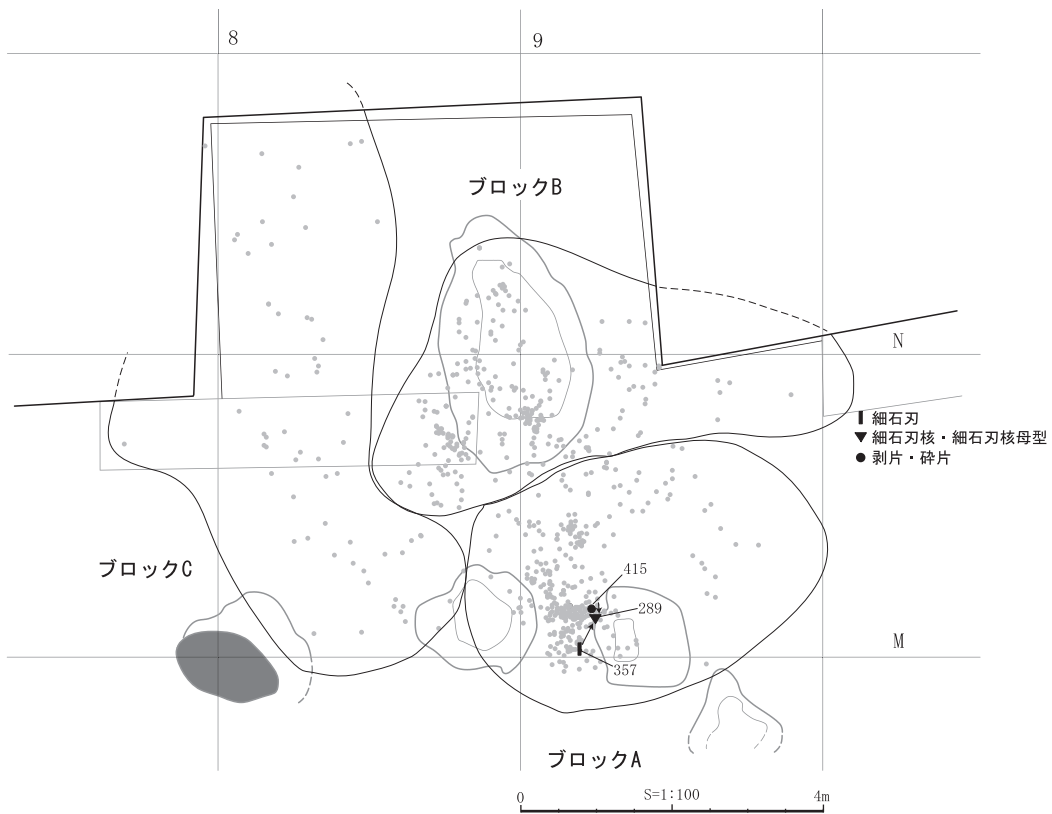 8
9
ブロックB
N
細石刃
細石刃核・細石刃核母型
剥片・砕片
ブロックC
415
289
M
357
ブロックA
S=1:100
0
4m